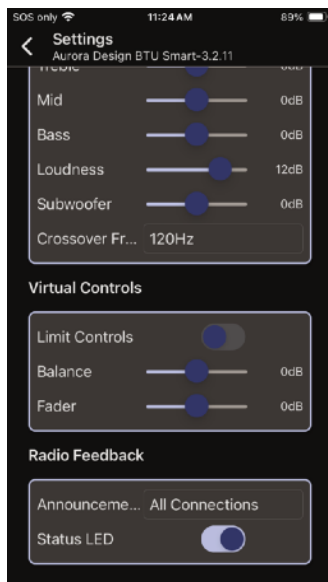 SOS only 11:24 AM 89%
Settings
Aurora Design BTU Smart-3.2.11
Treble 0dB
Mid 0dB
Bass 0dB
Loudness 12dB
Subwoofer 0dB
Crossover Fr... 120Hz
Virtual Controls
Limit Controls
Balance 0dB
Fader 0dB
Radio Feedback
Announceme... All Connections
Status LED